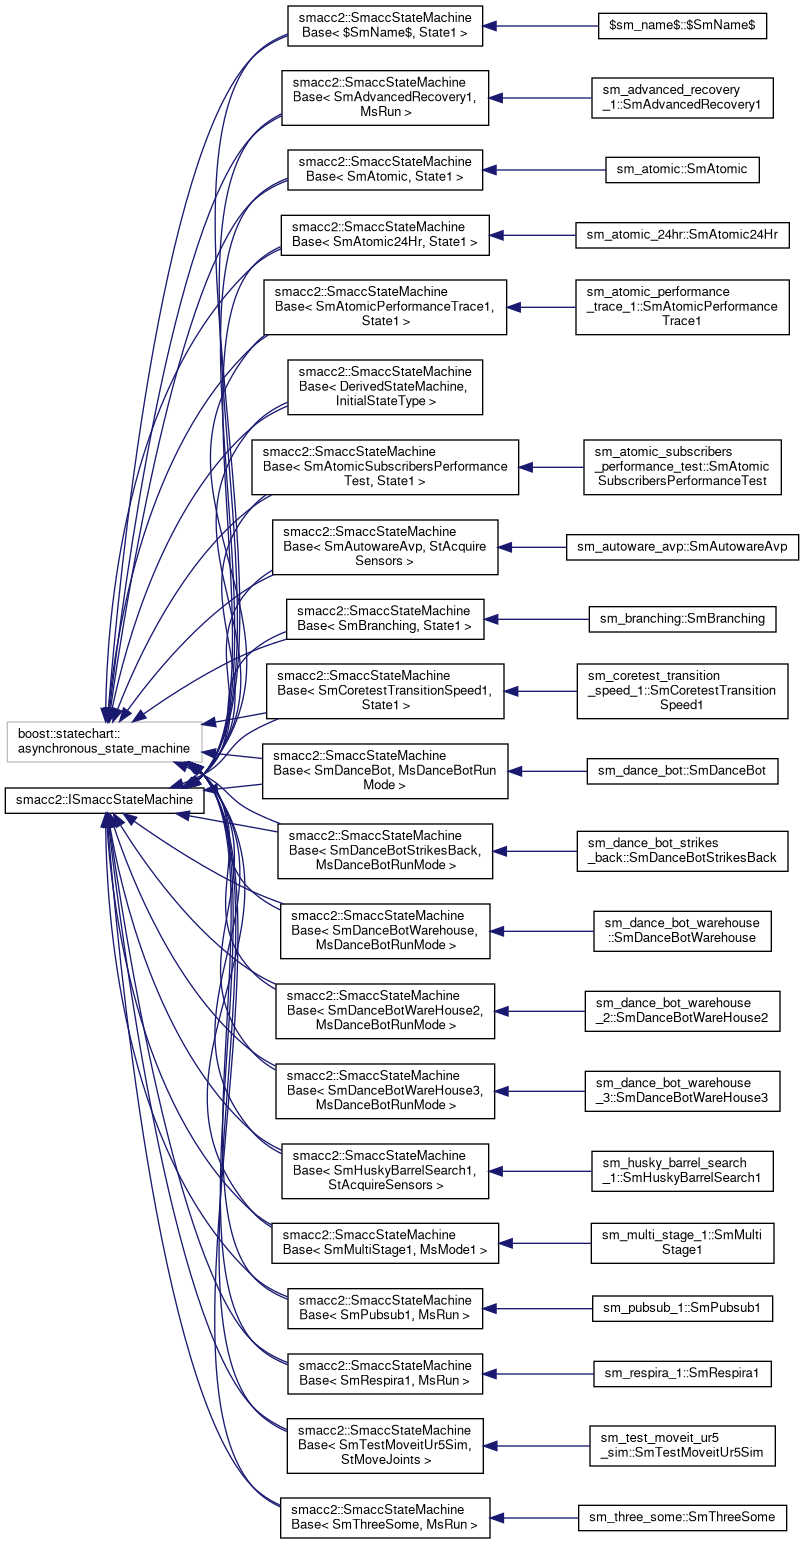 smacc2::SmaccStateMachine
Base< $SmName$, State1 >
$sm_name$::$SmName$
smacc2::SmaccStateMachine
Base< SmAdvancedRecovery1,
MsRun >
sm_advanced_recovery
_1::SmAdvancedRecovery1
smacc2::SmaccStateMachine
Base< SmAtomic, State1 >
sm_atomic::SmAtomic
smacc2::SmaccStateMachine
Base< SmAtomic24Hr, State1 >
sm_atomic_24hr::SmAtomic24Hr
smacc2::SmaccStateMachine
Base< SmAtomicPerformanceTrace1,
State1 >
sm_atomic_performance
_trace_1::SmAtomicPerformance
Trace1
smacc2::SmaccStateMachine
Base< DerivedStateMachine,
InitialStateType >
smacc2::SmaccStateMachine
Base< SmAtomicSubscribersPerformance
Test, State1 >
sm_atomic_subscribers
_performance_test::SmAtomic
SubscribersPerformanceTest
smacc2::SmaccStateMachine
Base< SmAutowareAvp, StAcquire
Sensors >
sm_autoware_avp::SmAutowareAvp
smacc2::SmaccStateMachine
Base< SmBranching, State1 >
sm_branching::SmBranching
smacc2::SmaccStateMachine
Base< SmCoretestTransitionSpeed1,
State1 >
sm_coretest_transition
_speed_1::SmCoretestTransition
Speed1
boost::statechart::
asynchronous_state_machine
smacc2::SmaccStateMachine
Base< SmDanceBot, MsDanceBotRun
Mode >
sm_dance_bot::SmDanceBot
smacc2::ISmaccStateMachine
smacc2::SmaccStateMachine
Base< SmDanceBotStrikesBack,
MsDanceBotRunMode >
sm_dance_bot_strikes
_back::SmDanceBotStrikesBack
smacc2::SmaccStateMachine
Base< SmDanceBotWarehouse,
MsDanceBotRunMode >
sm_dance_bot_warehouse
::SmDanceBotWarehouse
smacc2::SmaccStateMachine
Base< SmDanceBotWareHouse2,
MsDanceBotRunMode >
sm_dance_bot_warehouse
_2::SmDanceBotWareHouse2
smacc2::SmaccStateMachine
Base< SmDanceBotWareHouse3,
MsDanceBotRunMode >
sm_dance_bot_warehouse
_3::SmDanceBotWareHouse3
smacc2::SmaccStateMachine
Base< SmHuskyBarrelSearch1,
StAcquireSensors >
sm_husky_barrel_search
_1::SmHuskyBarrelSearch1
smacc2::SmaccStateMachine
Base< SmMultiStage1, MsMode1 >
sm_multi_stage_1::SmMulti
Stage1
smacc2::SmaccStateMachine
Base< SmPubsub1, MsRun >
sm_pubsub_1::SmPubsub1
smacc2::SmaccStateMachine
Base< SmRespira1, MsRun >
sm_respira_1::SmRespira1
smacc2::SmaccStateMachine
Base< SmTestMoveitUr5Sim,
StMoveJoints >
sm_test_moveit_ur5
_sim::SmTestMoveitUr5Sim
smacc2::SmaccStateMachine
Base< SmThreeSome, MsRun >
sm_three_some::SmThreeSome